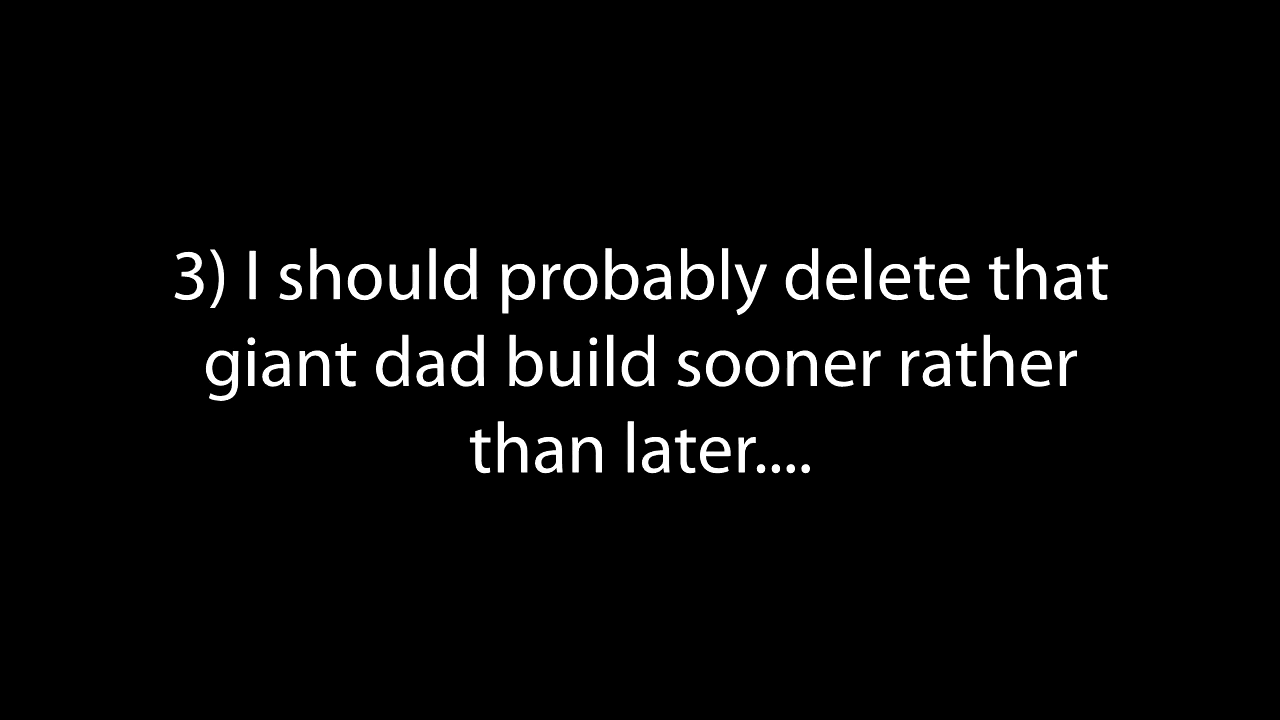 3) I should probably delete that
giant dad build sooner rather
than later....